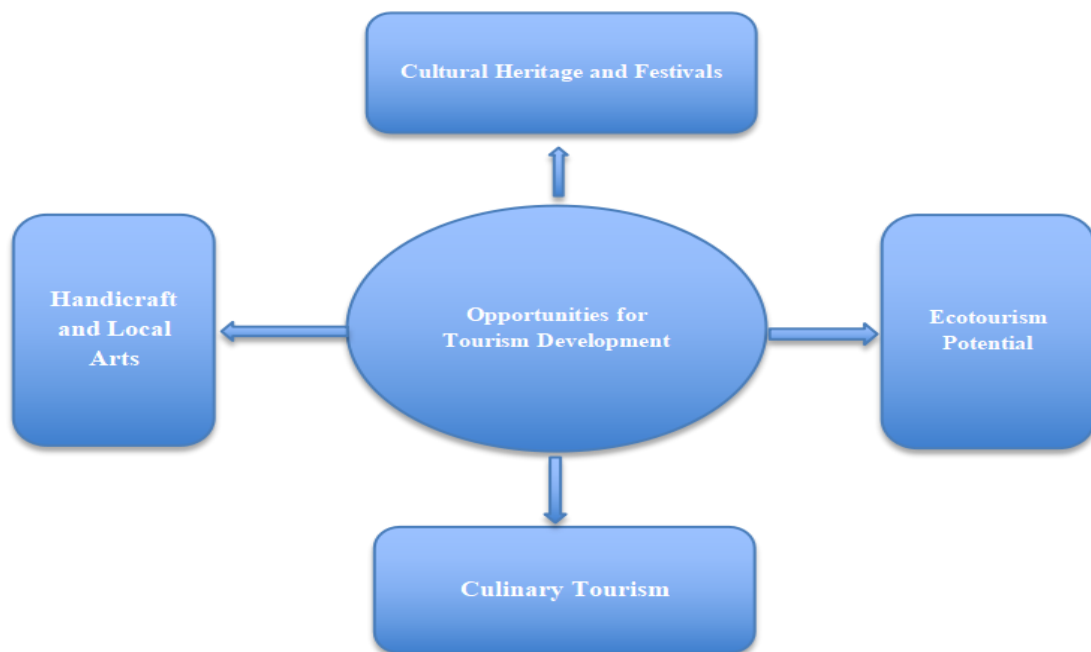 Cultural Heritage and Festivals
Handicraft
and Local
Arts
Opportunities for
Tourism Development
Ecotourism
Potential
Culinary Tourism